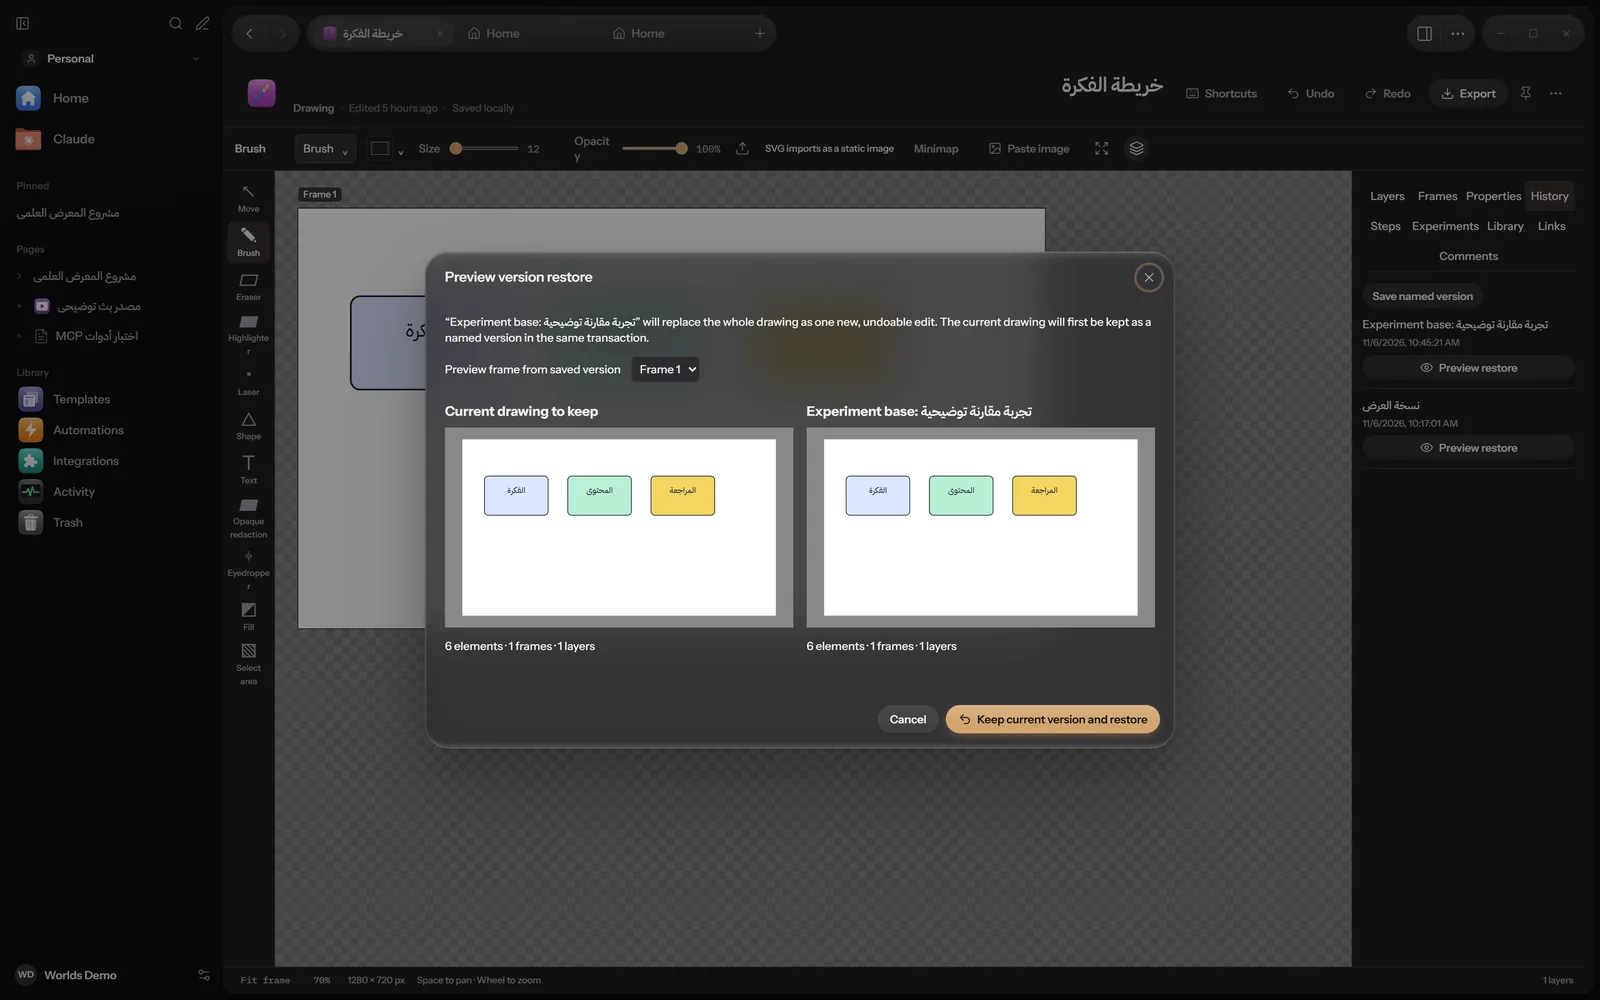 Personal
Home
Claude
Pinned
مشروع المعرض العلمي
Pages
مشروع المعرض العلمي
مصدر بث توضيحي
اختبار أدوات MCP
Library
Templates
Automations
Integrations
Activity
Trash
WD Worlds Demo
خريطة الفكرة
Home
Home
خريطة الفكرة
Drawing · Edited 5 hours ago · Saved locally
Shortcuts
Undo
Redo
Export
Brush
Brush
Size
12
Opacit
y
100%
SVG imports as a static image
Minimap
Paste image
Move
Brush
Eraser
Highlighte
r
Laser
Shape
Text
Opaque
redaction
Eyedroppe
r
Fill
Select
area
Frame 1
Preview version restore
“Experiment base: تجربة مقارنة توضيحية” will replace the whole drawing as one new, undoable edit. The current drawing will first be kept as a
named version in the same transaction.
Preview frame from saved version
Frame 1
Current drawing to keep
الفكرة
المحتوى
المراجعة
6 elements · 1 frames · 1 layers
Experiment base: تجربة مقارنة توضيحية
الفكرة
المحتوى
المراجعة
6 elements · 1 frames · 1 layers
Cancel
Keep current version and restore
Layers Frames Properties History
Steps Experiments Library Links
Comments
Save named version
Experiment base: تجربة مقارنة توضيحية
11/6/2026, 10:45:21 AM
Preview restore
نسخة العرض
11/6/2026, 10:17:01 AM
Preview restore
Fit frame
70%
1280 × 720 px
Space to pan · Wheel to zoom
1 layers